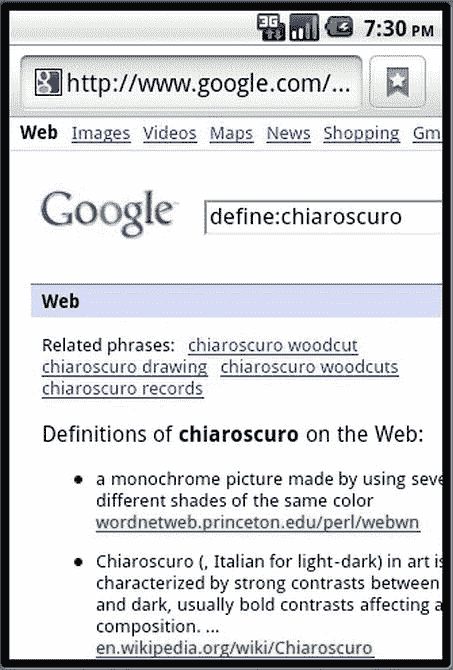 3G 7:30 PM
http://www.google.com/...
Web Images Videos Maps News Shopping Gm
Google define:chiaroscuro
Web
Related phrases: chiaroscuro woodcut
chiaroscuro drawing chiaroscuro woodcuts
chiaroscuro records
Definitions of chiaroscuro on the Web:
• a monochrome picture made by using seve
different shades of the same color
wordnetweb.princeton.edu/perl/webwn
• Chiaroscuro (, Italian for light-dark) in art is
characterized by strong contrasts between
and dark, usually bold contrasts affecting a
composition. ...
en.wikipedia.org/wiki/Chiaroscuro